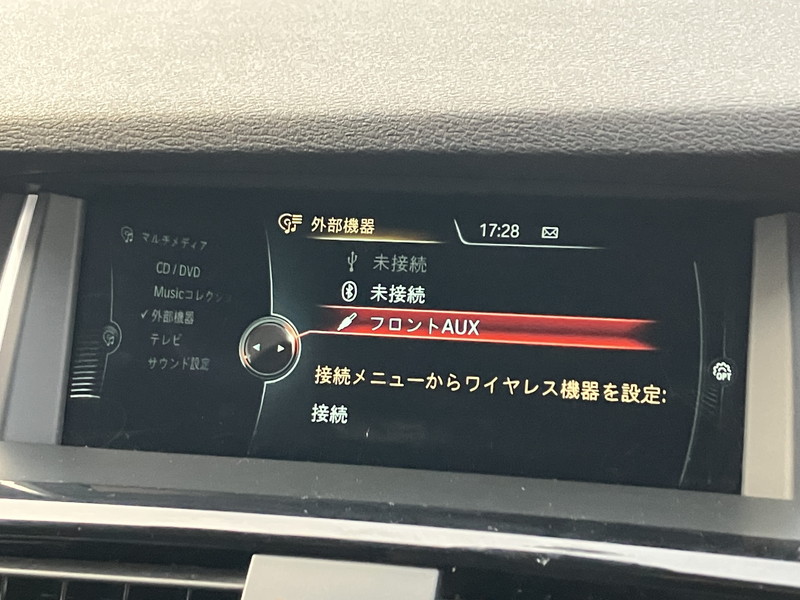 外部機器
17:28
マルチメディア
CD / DVD
Musicコレクション
✓外部機器
テレビ
サウンド設定
未接続
未接続
フロントAUX
接続メニューからワイヤレス機器を設定:
接続
OPT